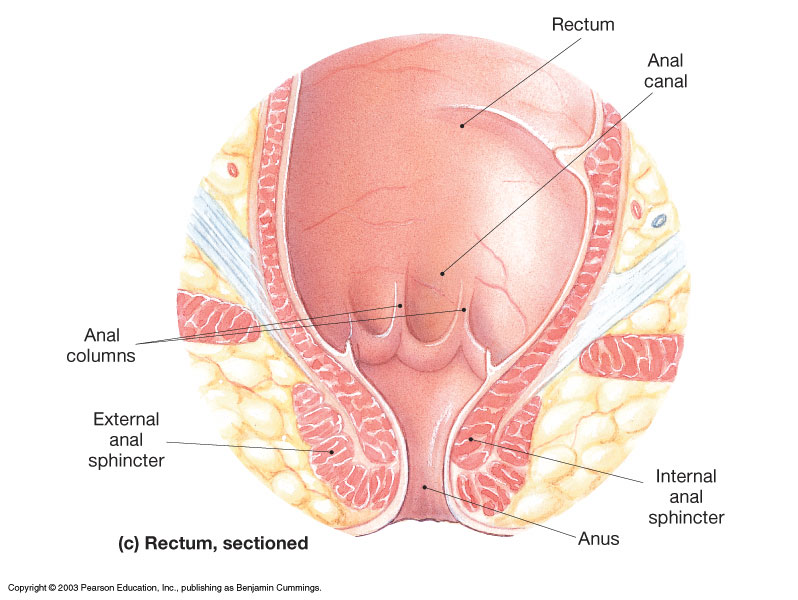 Rectum
Anal
canal
Anal
columns
External
anal
sphincter
Internal
anal
sphincter
Anus
(c) Rectum, sectioned
Copyright © 2003 Pearson Education, Inc., publishing as Benjamin Cummings.